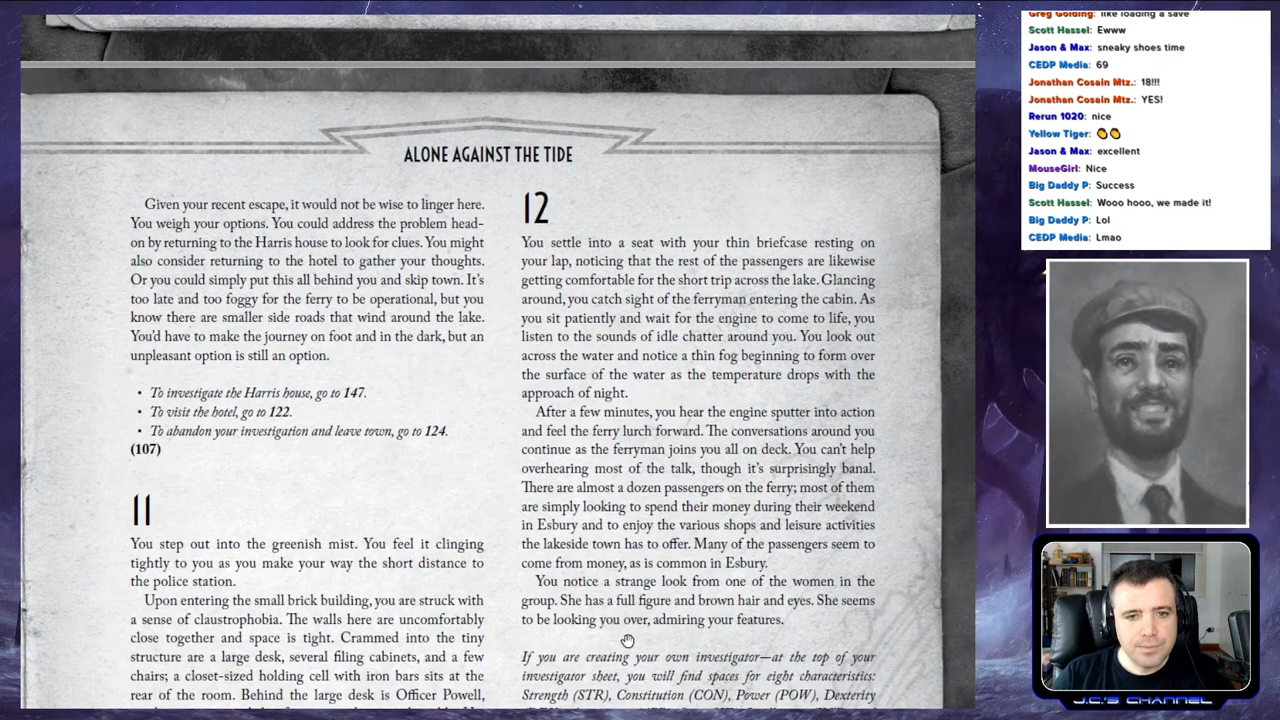 ALONE AGAINST THE TIDE
Given your recent escape, it would not be wise to linger here.
You weigh your options. You could address the problem head-
on by returning to the Harris house to look for clues. You might
also consider returning to the hotel to gather your thoughts.
Or you could simply put this all behind you and skip town. It's
too late and too foggy for the ferry to be operational, but you
know there are smaller side roads that wind around the lake.
You'd have to make the journey on foot and in the dark, but an
unpleasant option is still an option.
• To investigate the Harris house, go to 147.
• To visit the hotel, go to 122.
• To abandon your investigation and leave town, go to 124.
(107)
11
You step out into the greenish mist. You feel it clinging
tightly to you as you make your way the short distance to
the police station.
Upon entering the small brick building, you are struck with
a sense of claustrophobia. The walls here are uncomfortably
close together and space is tight. Crammed into the tiny
structure are a large desk, several filing cabinets, and a few
chairs; a closet-sized holding cell with iron bars sits at the
rear of the room. Behind the large desk is Officer Powell,
12
You settle into a seat with your thin briefcase resting on
your lap, noticing that the rest of the passengers are likewise
getting comfortable for the short trip across the lake. Glancing
around, you catch sight of the ferryman entering the cabin. As
you sit patiently and wait for the engine to come to life, you
listen to the sounds of idle chatter around you. You look out
across the water and notice a thin fog beginning to form over
the surface of the water as the temperature drops with the
approach of night.
After a few minutes, you hear the engine sputter into action
and feel the ferry lurch forward. The conversations around you
continue as the ferryman joins you all on deck. You can't help
overhearing most of the talk, though it's surprisingly banal.
There are almost a dozen passengers on the ferry; most of them
are simply looking to spend their money during their weekend
in Esbury and to enjoy the various shops and leisure activities
the lakeside town has to offer. Many of the passengers seem to
come from money, as is common in Esbury.
You notice a strange look from one of the women in the
group. She has a full figure and brown hair and eyes. She seems
to be looking you over, admiring your features.
If you are creating your own investigator—at the top of your
investigator sheet, you will find spaces for eight characteristics:
Strength (STR), Constitution (CON), Power (POW), Dexterity
Greg Golding: like loading a save
Scott Hassel: Ewww
Jason & Max: sneaky shoes time
CEDP Media: 69
Jonathan Cosain Mtz.: 18!!!
Jonathan Cosain Mtz.: YES!
Rerun 1020: nice
Yellow Tiger: 👏👏
Jason & Max: excellent
MouseGirl: Nice
Big Daddy P: Success
Scott Hassel: Wooo hooo, we made it!
Big Daddy P: Lol
CEDP Media: Lmao
J.C.'S CHANNEL